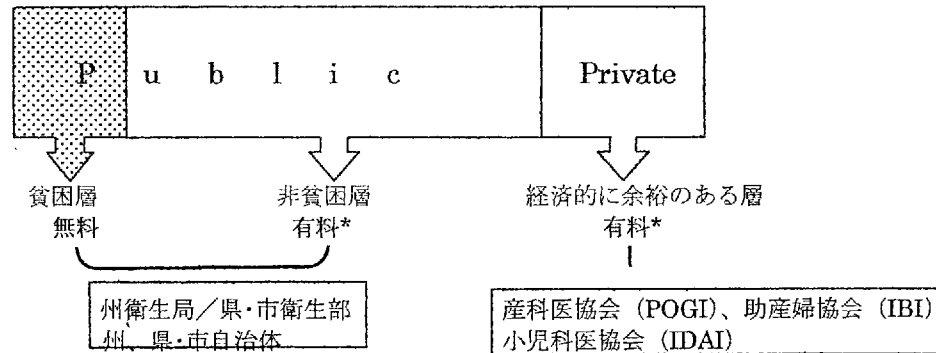 Public
Private
貧困層
無料
非貧困層
有料*
経済的に余裕のある層
有料*
州衛生局／県・市衛生部
州、県・市自治体
産科医協会（POGI）、助産婦協会（IBI）
小児科医協会（IDAI）